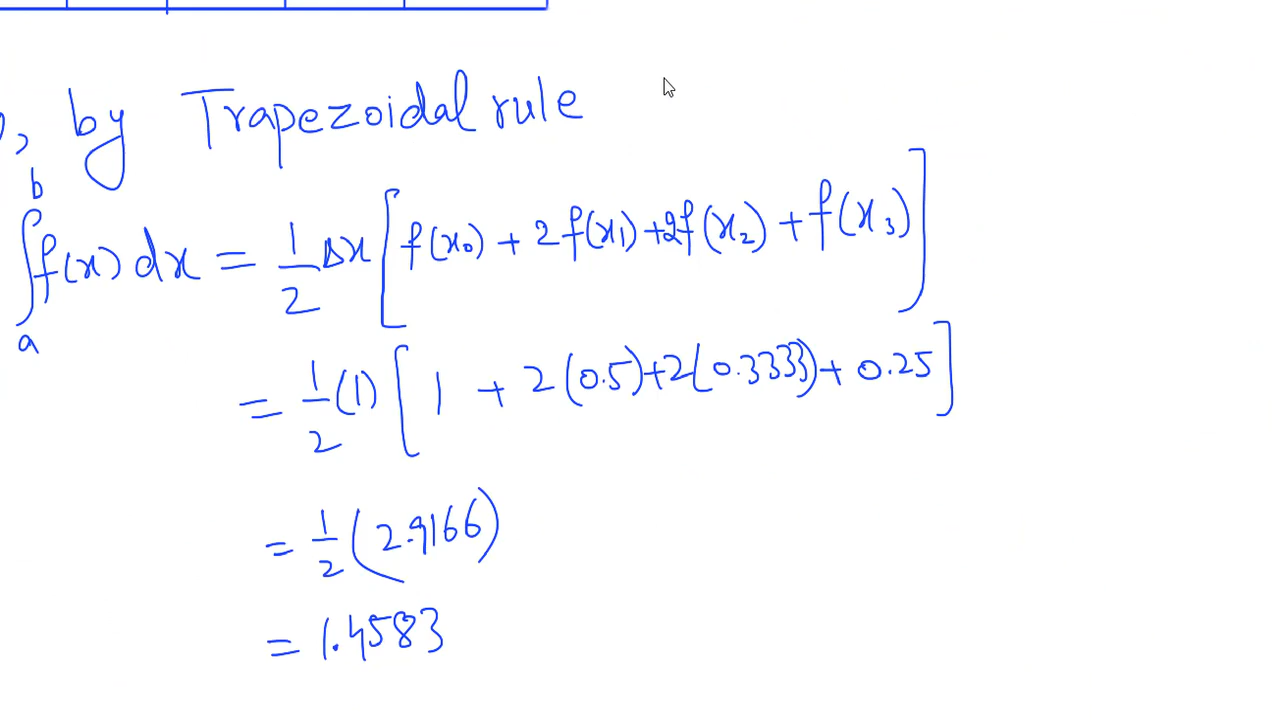 , by Trapezoidal rule
∫ₐᵇ f(x) dx = 1/2 Δx [ f(x₀) + 2f(x₁) + 2f(x₂) + f(x₃) ]
= 1/2 (1) [ 1 + 2(0.5) + 2(0.3333) + 0.25 ]
= 1/2 (2.9166)
= 1.4583